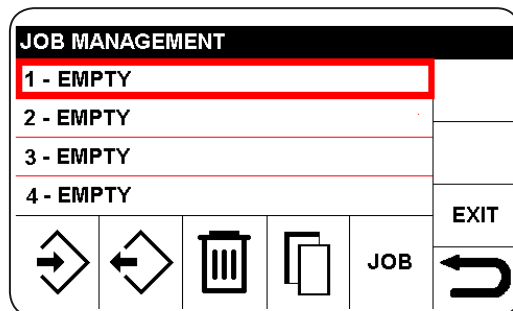 JOB MANAGEMENT
1 - EMPTY
2 - EMPTY
3 - EMPTY
4 - EMPTY
EXIT
JOB